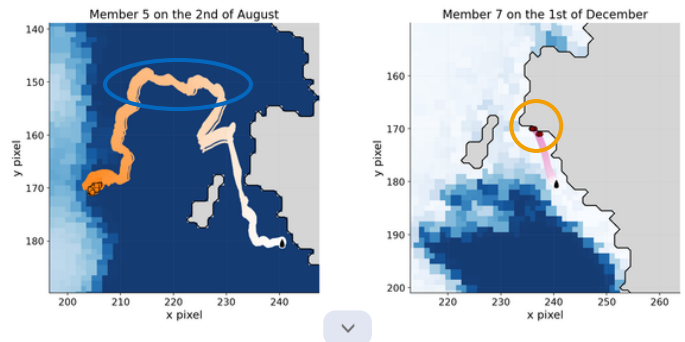 Member 5 on the 2nd of August
140
150
160
170
180
y pixel
200 210 220 230 240
x pixel
Member 7 on the 1st of December
160
170
180
190
200
y pixel
220 230 240 250 260
x pixel